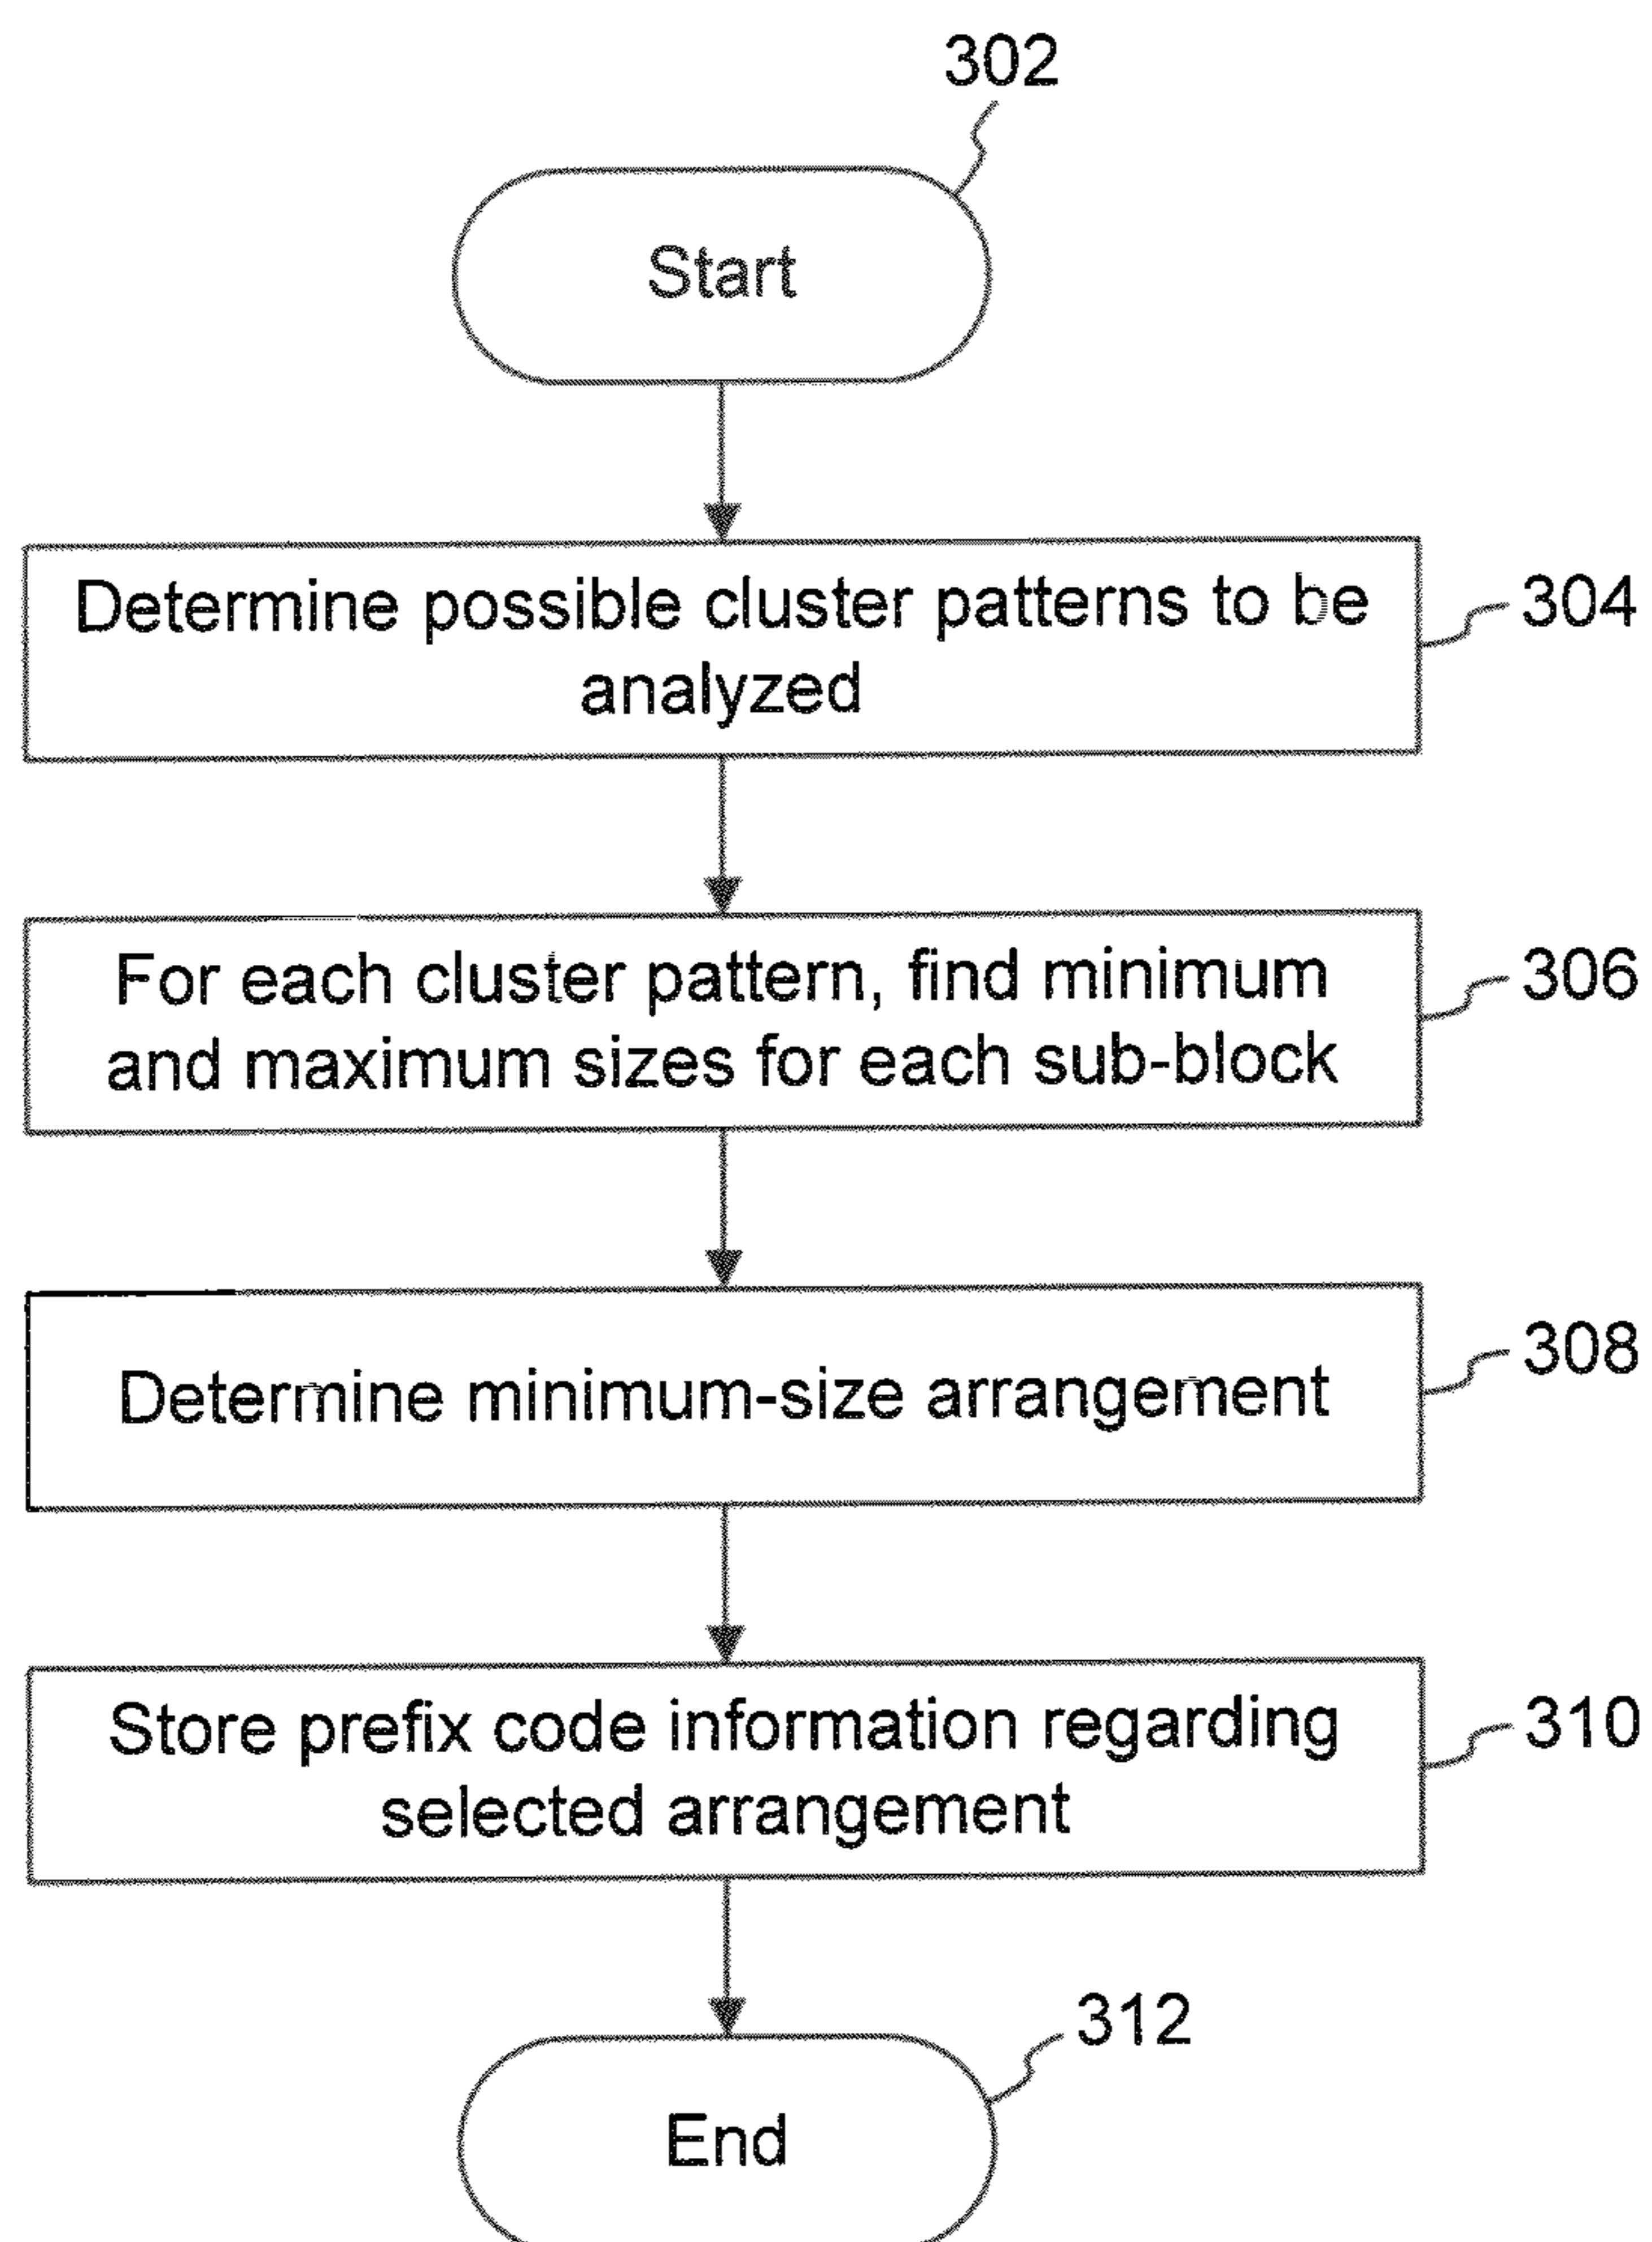 302
Start
Determine possible cluster patterns to be
analyzed
304
For each cluster pattern, find minimum
and maximum sizes for each sub-block
306
Determine minimum-size arrangement
308
Store prefix code information regarding
selected arrangement
310
312
End